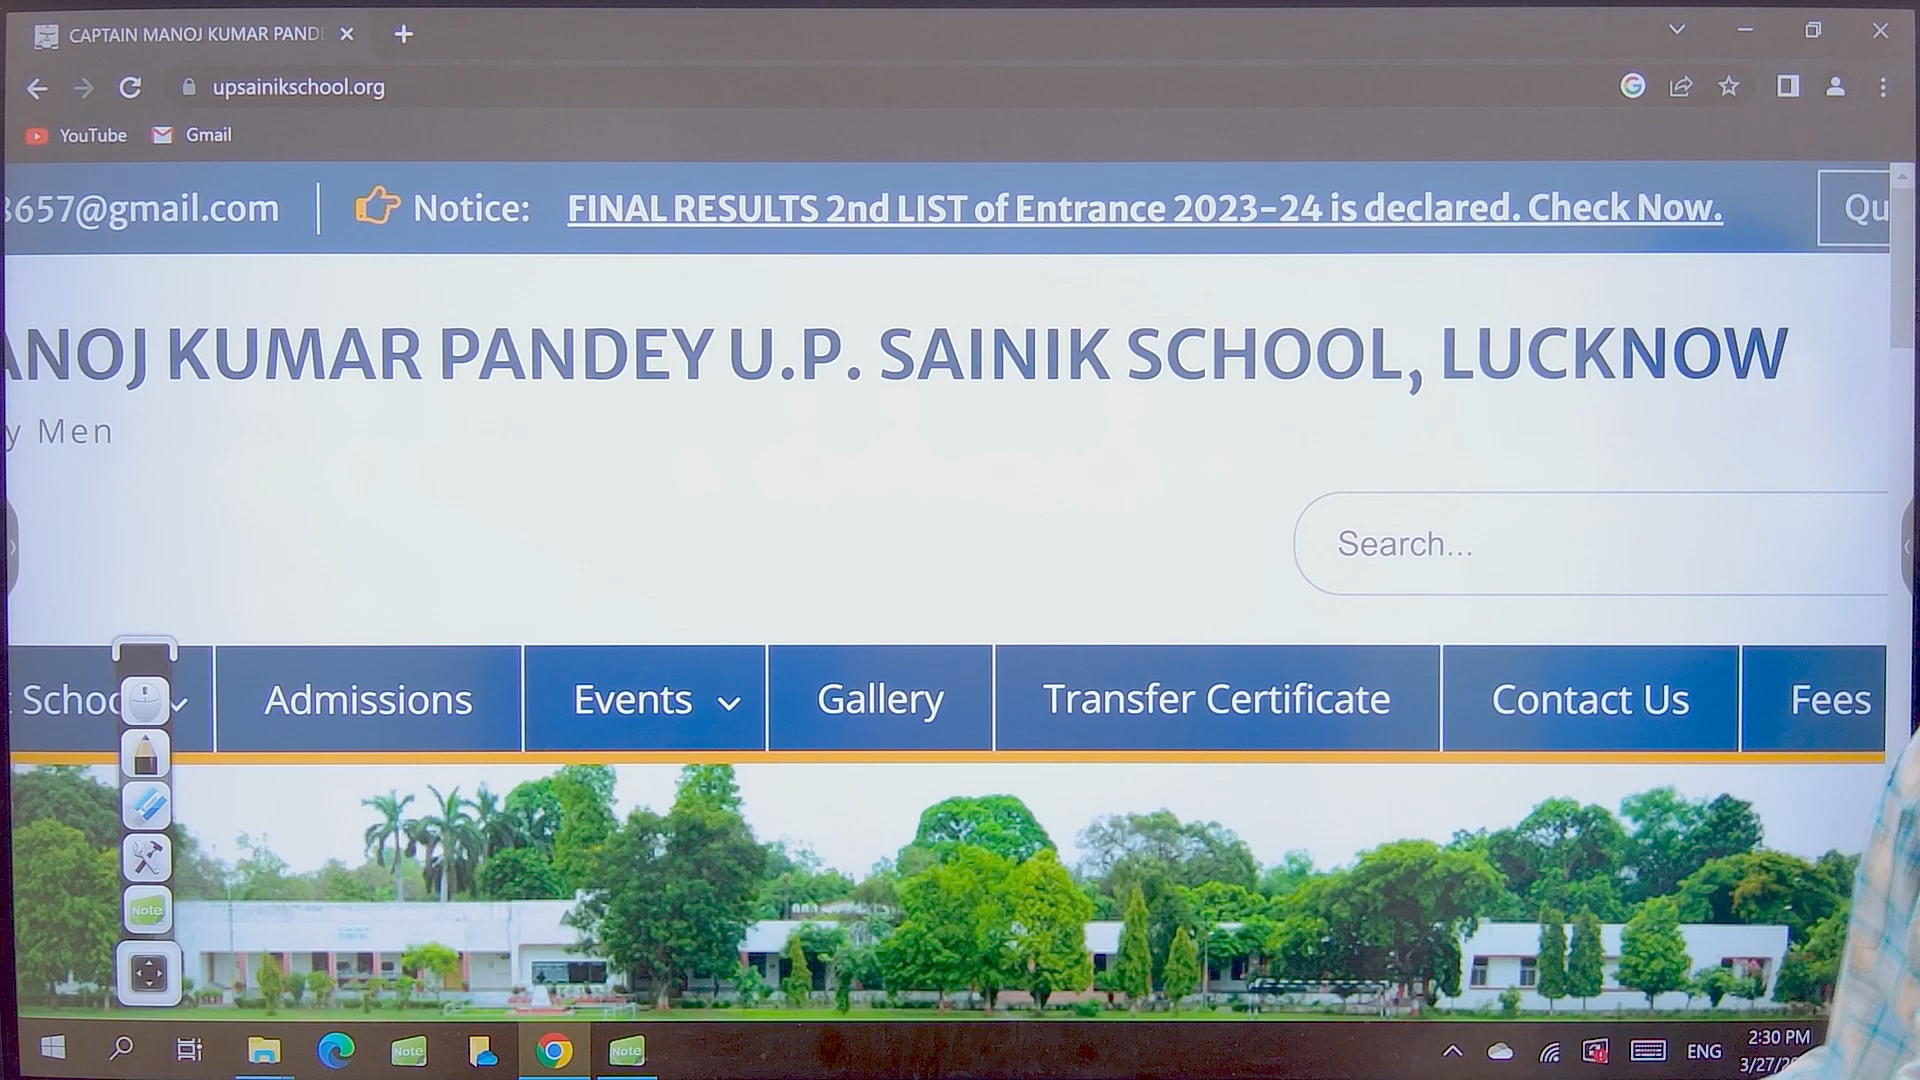 CAPTAIN MANOJ KUMAR PANDE
upsainikschool.org
YouTube Gmail
8657@gmail.com Notice: FINAL RESULTS 2nd LIST of Entrance 2023-24 is declared. Check Now. Qu
ANOJ KUMAR PANDEY U.P. SAINIK SCHOOL, LUCKNOW
y Men
Search...
t Schoo Admissions Events Gallery Transfer Certificate Contact Us Fees
Note
Note Note ENG 2:30 PM
3/27/2